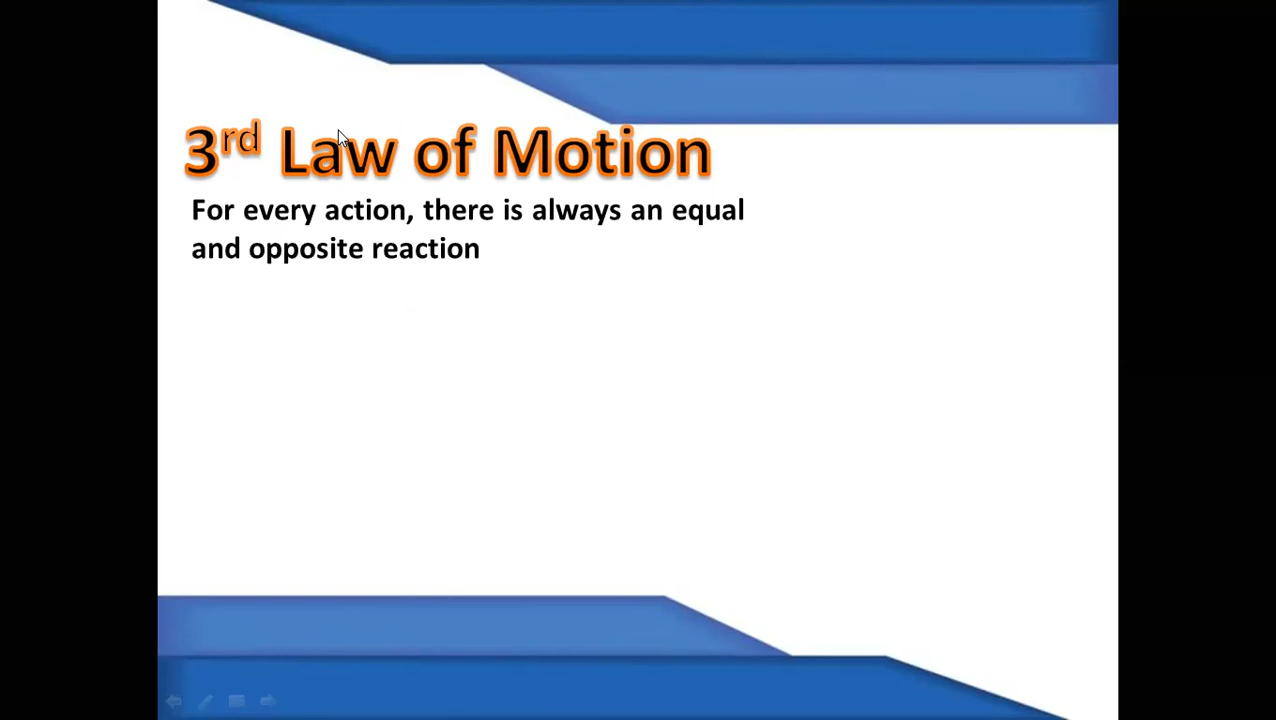 3rd Law of Motion
For every action, there is always an equal
and opposite reaction